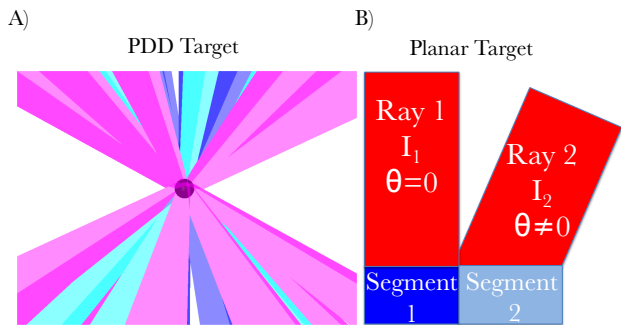 A)
PDD Target
B)
Planar Target
Ray 1
I₁
θ=0
Ray 2
I₂
θ≠0
Segment
1
Segment
2